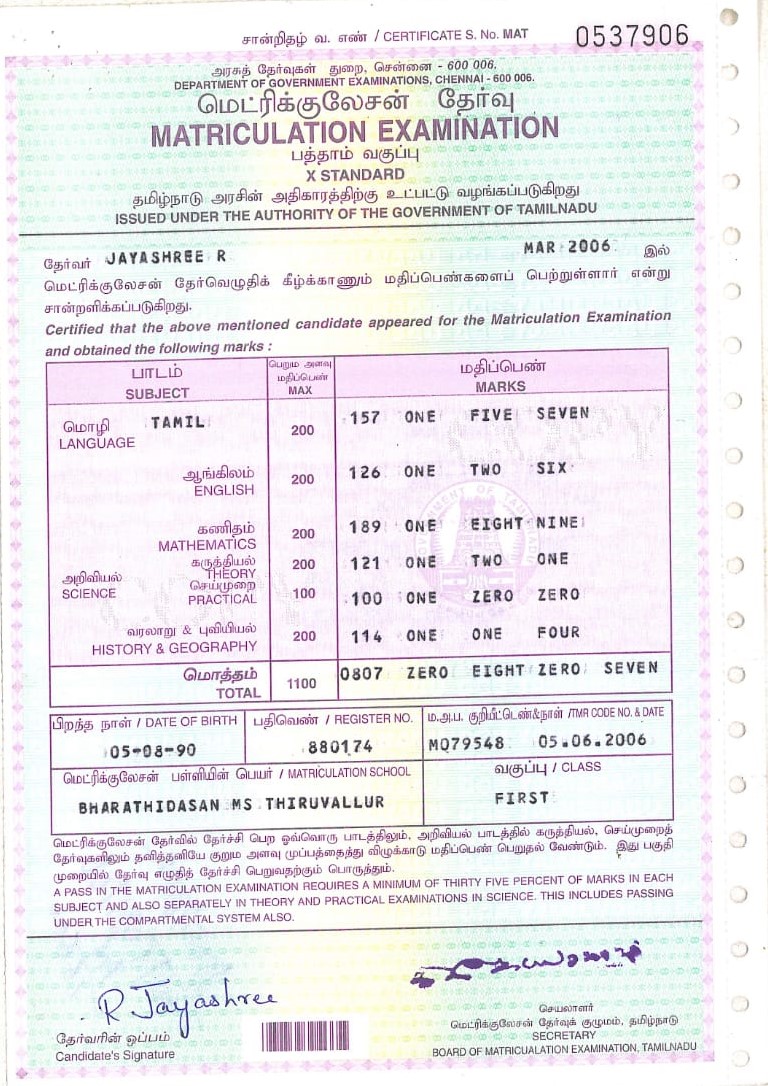 சான்றிதழ் வ. எண் / CERTIFICATE S. No. MAT 0537906
அரசுத் தேர்வுகள் துறை, சென்னை - 600 006.
DEPARTMENT OF GOVERNMENT EXAMINATIONS, CHENNAI - 600 006.
மெட்ரிக்குலேசன் தேர்வு
MATRICULATION EXAMINATION
பத்தாம் வகுப்பு
X STANDARD
தமிழ்நாடு அரசின் அதிகாரத்திற்கு உட்பட்டு வழங்கப்படுகிறது
ISSUED UNDER THE AUTHORITY OF THE GOVERNMENT OF TAMILNADU
தேர்வர் JAYASHREE R MAR 2006 இல்
மெட்ரிக்குலேசன் தேர்வெழுதிக் கீழ்க்காணும் மதிப்பெண்களைப் பெற்றுள்ளார் என்று
சான்றளிக்கப்படுகிறது.
Certified that the above mentioned candidate appeared for the Matriculation Examination
and obtained the following marks :
பாடம் பெறும அளவு மதிப்பெண் மதிப்பெண்
SUBJECT MAX MARKS
மொழி TAMIL 200 157 ONE FIVE SEVEN
LANGUAGE
ஆங்கிலம் 200 126 ONE TWO SIX
ENGLISH
கணிதம் 200 189 ONE EIGHT NINE
MATHEMATICS
அறிவியல் கருத்தியல் 200 121 ONE TWO ONE
SCIENCE THEORY
செய்முறை 100 100 ONE ZERO ZERO
PRACTICAL
வரலாறு & புவியியல் 200 114 ONE ONE FOUR
HISTORY & GEOGRAPHY
மொத்தம் 1100 0807 ZERO EIGHT ZERO SEVEN
TOTAL
பிறந்த நாள் / DATE OF BIRTH பதிவெண் / REGISTER NO. ம.அ.ப. குறியீட்டெண்&நாள் /TMR CODE NO. & DATE
05-08-90 880174 M079548 05.06.2006
மெட்ரிக்குலேசன் பள்ளியின் பெயர் / MATRICULATION SCHOOL வகுப்பு / CLASS
BHARATHIDASAN MS THIRUVALLUR FIRST
மெட்ரிக்குலேசன் தேர்வில் தேர்ச்சி பெற ஒவ்வொரு பாடத்திலும், அறிவியல் பாடத்தில் கருத்தியல், செய்முறைத்
தேர்வுகளிலும் தனித்தனியே குறும அளவு முப்பத்தைத்து விழுக்காடு மதிப்பெண் பெறுதல் வேண்டும். இது பகுதி
முறையில் தேர்வு எழுதித் தேர்ச்சி பெறுவதற்கும் பொருந்தும்.
A PASS IN THE MATRICULATION EXAMINATION REQUIRES A MINIMUM OF THIRTY FIVE PERCENT OF MARKS IN EACH
SUBJECT AND ALSO SEPARATELY IN THEORY AND PRACTICAL EXAMINATIONS IN SCIENCE. THIS INCLUDES PASSING
UNDER THE COMPARTMENTAL SYSTEM ALSO.
R Jayashree
தேர்வரின் ஒப்பம்
Candidate's Signature
செயலாளர்
மெட்ரிக்குலேசன் தேர்வுக் குழுமம், தமிழ்நாடு
SECRETARY
BOARD OF MATRICUALATION EXAMINATION, TAMILNADU